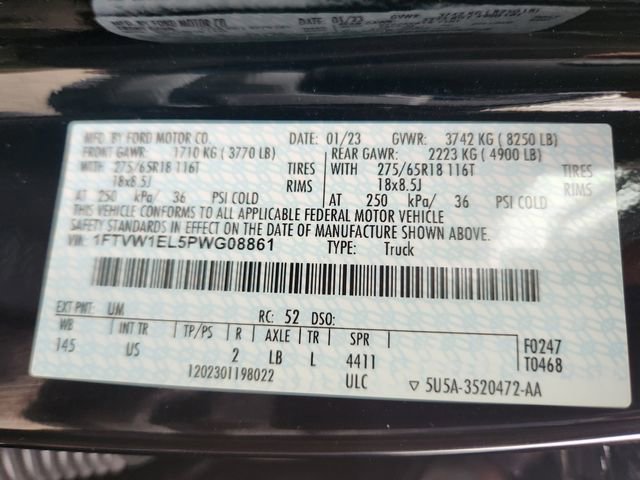 MFD. BY FORD MOTOR CO. DATE: 01/23 GVWR: 3742 KG ( 8250 LB)
FRONT GAWR: 1710 KG ( 3770 LB) REAR GAWR: 2223 KG ( 4900 LB)
WITH 275/65R18 116T TIRES WITH 275/65R18 116T TIRES
18x8.5J RIMS 18x8.5J RIMS
AT 250 kPa/ 36 PSI COLD AT 250 kPa/ 36 PSI COLD
THIS VEHICLE CONFORMS TO ALL APPLICABLE FEDERAL MOTOR VEHICLE
SAFETY STANDARDS IN EFFECT ON THE DATE OF MANUFACTURE SHOWN ABOVE.
VIN: 1FTVW1EL5PWG08861 TYPE: Truck
EXT PNT: UM RC: 52 DSO:
WB INT TR TP/PS R AXLE TR SPR F0247
145 US 2 LB L 4411 T0468
1202301198022 ULC ▽ 5U5A-3520472-AA